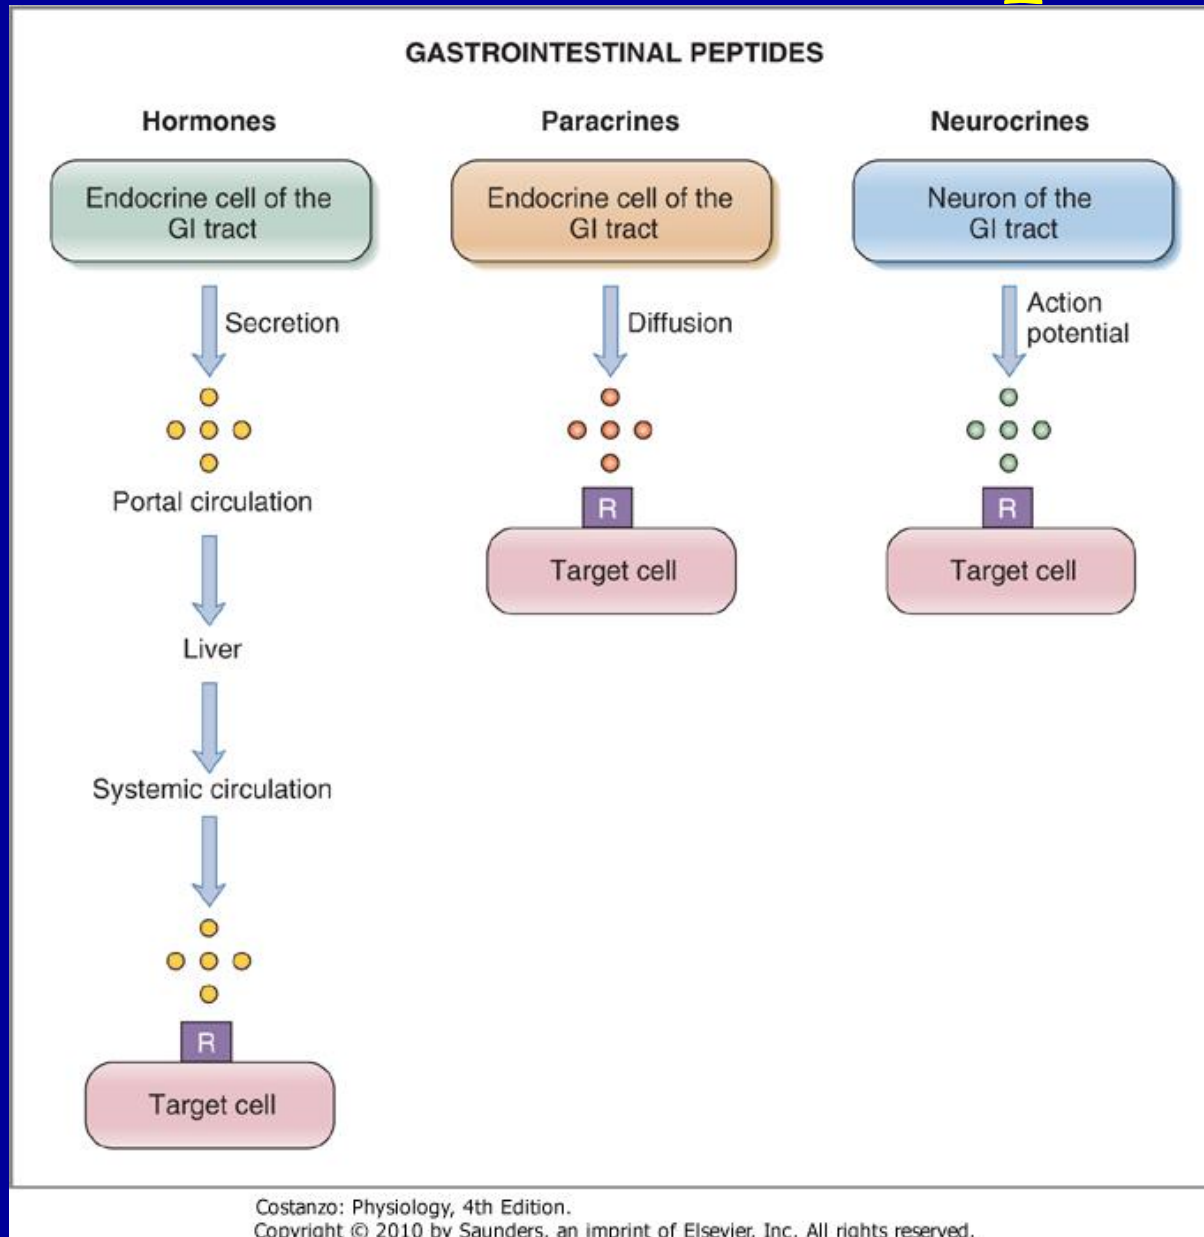 GASTROINTESTINAL PEPTIDES
Hormones
Endocrine cell of the
GI tract
Secretion
Portal circulation
Liver
Systemic circulation
R
Target cell
Paracrines
Endocrine cell of the
GI tract
Diffusion
R
Target cell
Neurocrines
Neuron of the
GI tract
Action
potential
R
Target cell
Costanzo: Physiology, 4th Edition.
Copyright © 2010 by Saunders, an imprint of Elsevier, Inc. All rights reserved.